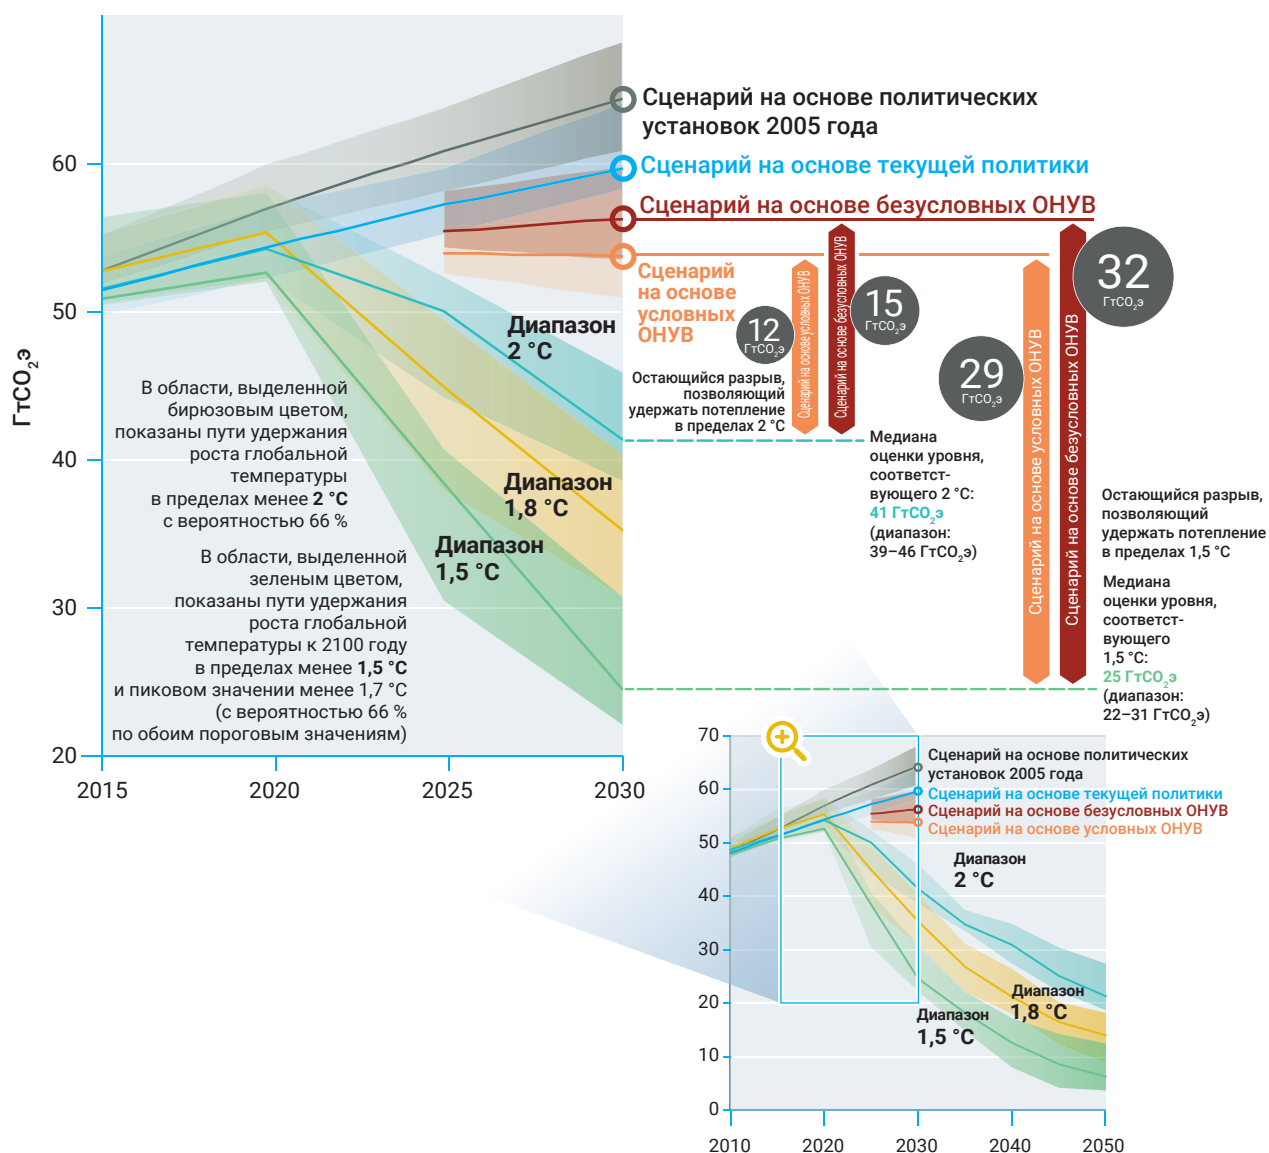 ГтCO2э
60
50
40
30
20
2015
2020
2025
2030
Сценарий на основе политических
установок 2005 года
Сценарий на основе текущей политики
Сценарий на основе безусловных ОНУВ
Сценарий
на основе
условных
ОНУВ
Диапазон
2 °C
Диапазон
1,8 °C
Диапазон
1,5 °C
В области, выделенной
бирюзовым цветом,
показаны пути удержания
роста глобальной
температуры
в пределах менее 2 °C
с вероятностью 66 %
В области, выделенной
зеленым цветом,
показаны пути удержания
роста глобальной
температуры к 2100 году
в пределах менее 1,5 °C
и пиковом значении менее 1,7 °C
(с вероятностью 66 %
по обоим пороговым значениям)
12
ГтCO2э
Сценарий на основе условных ОНУВ
Сценарий на основе безусловных ОНУВ
15
ГтCO2э
Остающийся разрыв,
позволяющий
удержать потепление
в пределах 2 °C
Медиана
оценки уровня,
соответст-
вующего 2 °C:
41 ГтCO2э
(диапазон:
39–46 ГтCO2э)
29
ГтCO2э
Сценарий на основе условных ОНУВ
Сценарий на основе безусловных ОНУВ
32
ГтCO2э
Остающийся разрыв,
позволяющий
удержать потепление
в пределах 1,5 °C
Медиана
оценки уровня,
соответст-
вующего
1,5 °C:
25 ГтCO2э
(диапазон:
22–31 ГтCO2э)
70
60
50
40
30
20
10
0
2010
2020
2030
2040
2050
Сценарий на основе политических
установок 2005 года
Сценарий на основе текущей политики
Сценарий на основе безусловных ОНУВ
Сценарий на основе условных ОНУВ
Диапазон
2 °C
Диапазон
1,8 °C
Диапазон
1,5 °C